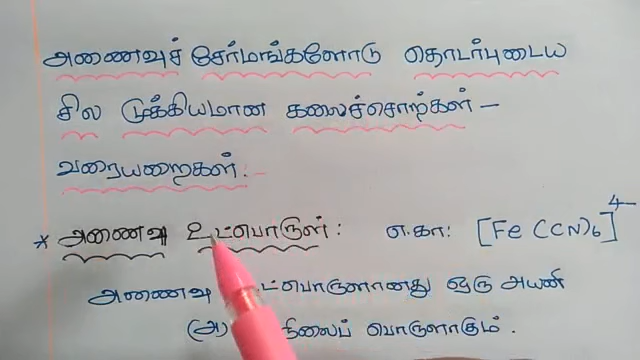 அணைவுச் சேர்மங்களோடு தொடர்புடைய
சில முக்கியமான கலைச்சொற்கள் –
வரையறைகள் :-
* அணைவு உட்பொருள் : எ.கா: [Fe (CN)6]4–
அணைவு ட்பொருளானது ஒரு அயனி
(அ) நிலைப் பொருளாகும் .